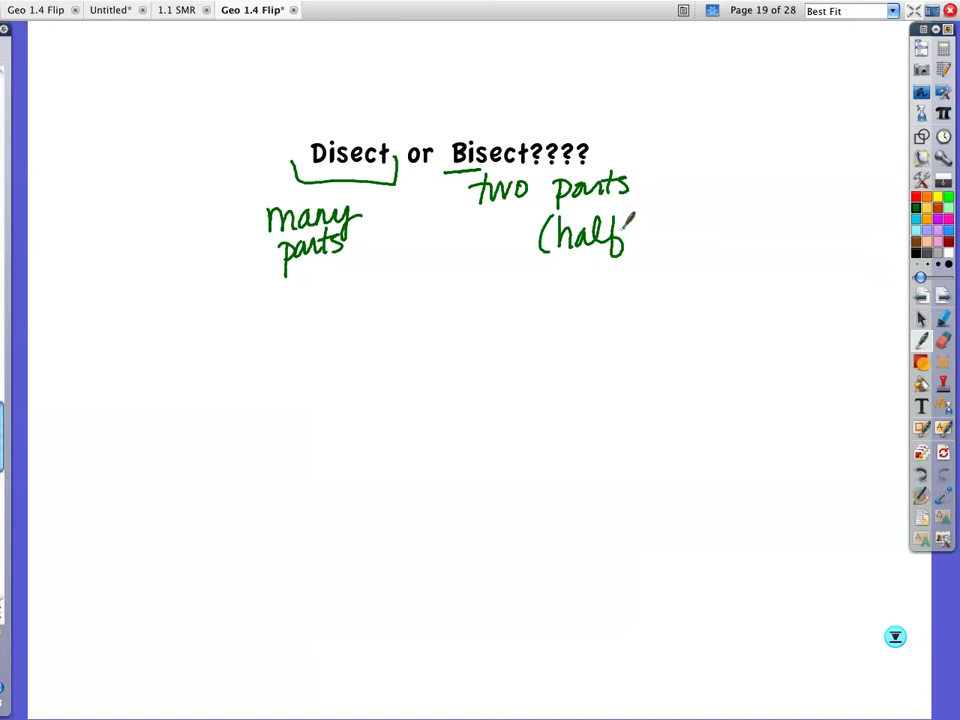 Geo 1.4 Flip Untitled* 1.1 SMR Geo 1.4 Flip* Page 19 of 28 Best Fit
Disect or Bisect????
two parts
many
parts
(half